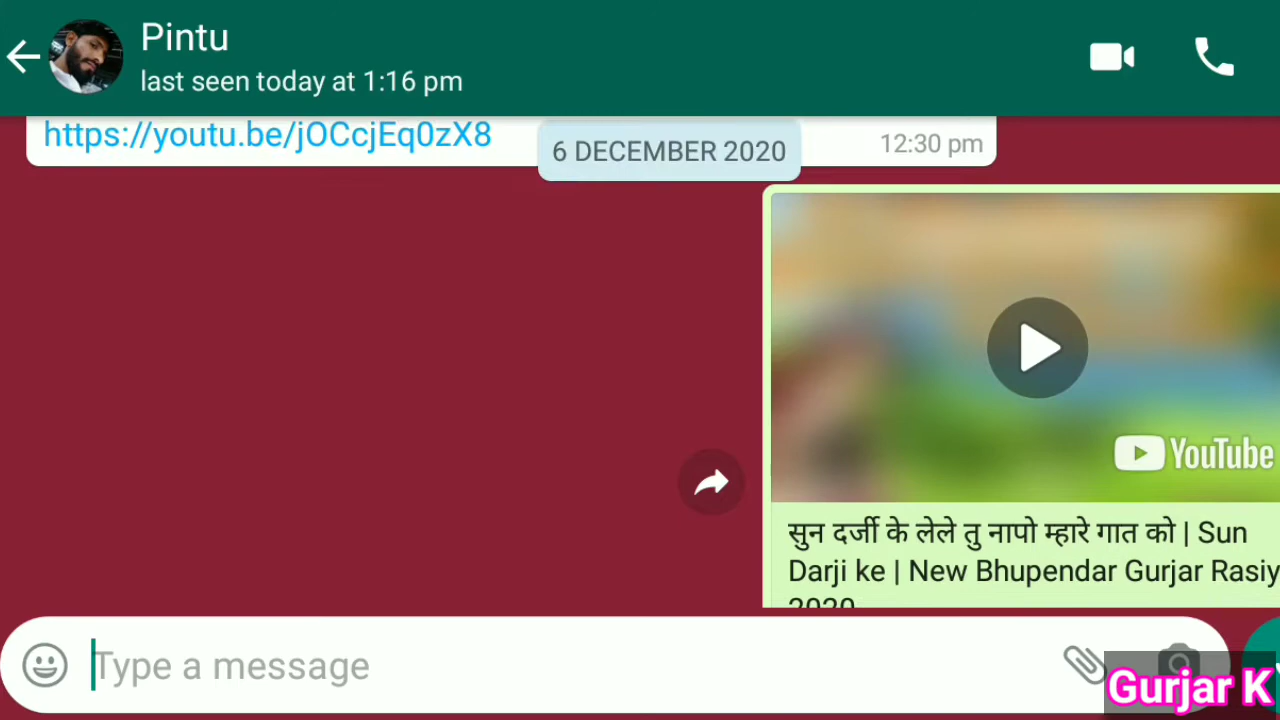 Pintu
last seen today at 1:16 pm
https://youtu.be/jOCcjEq0zX8
12:30 pm
6 DECEMBER 2020
YouTube
सुन दर्जी के लेले तु नापो म्हारे गात को | Sun
Darji ke | New Bhupendar Gurjar Rasiy
2020
Type a message
Gurjar K